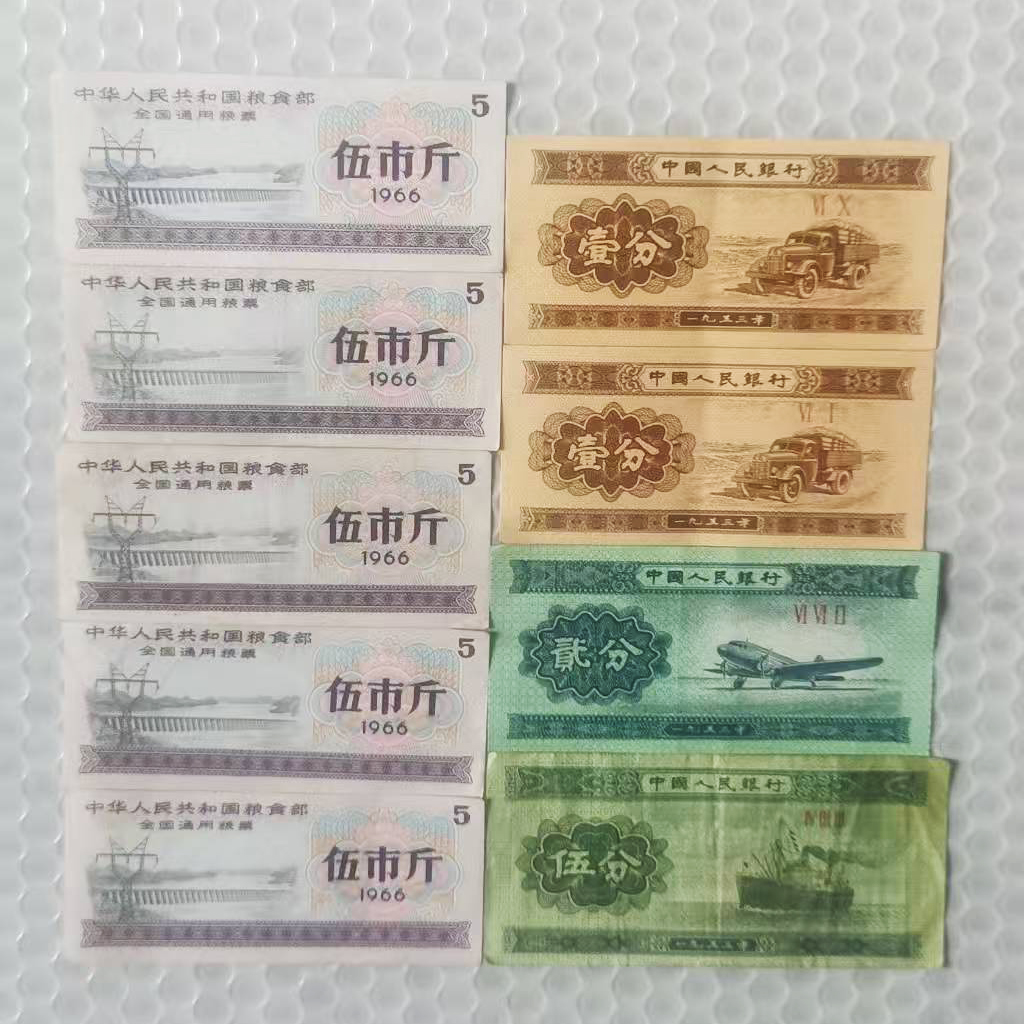 中华人民共和国粮食部
全国通用粮票
5
伍市斤
1966
中华人民共和国粮食部
全国通用粮票
5
伍市斤
1966
中华人民共和国粮食部
全国通用粮票
5
伍市斤
1966
中华人民共和国粮食部
全国通用粮票
5
伍市斤
1966
中华人民共和国粮食部
全国通用粮票
5
伍市斤
1966
中國人民銀行
VI X
壹分
一九五三年
中國人民銀行
VI I
壹分
一九五三年
中國人民銀行
貳分
一九五三年
中國人民銀行
伍分
一九五三年